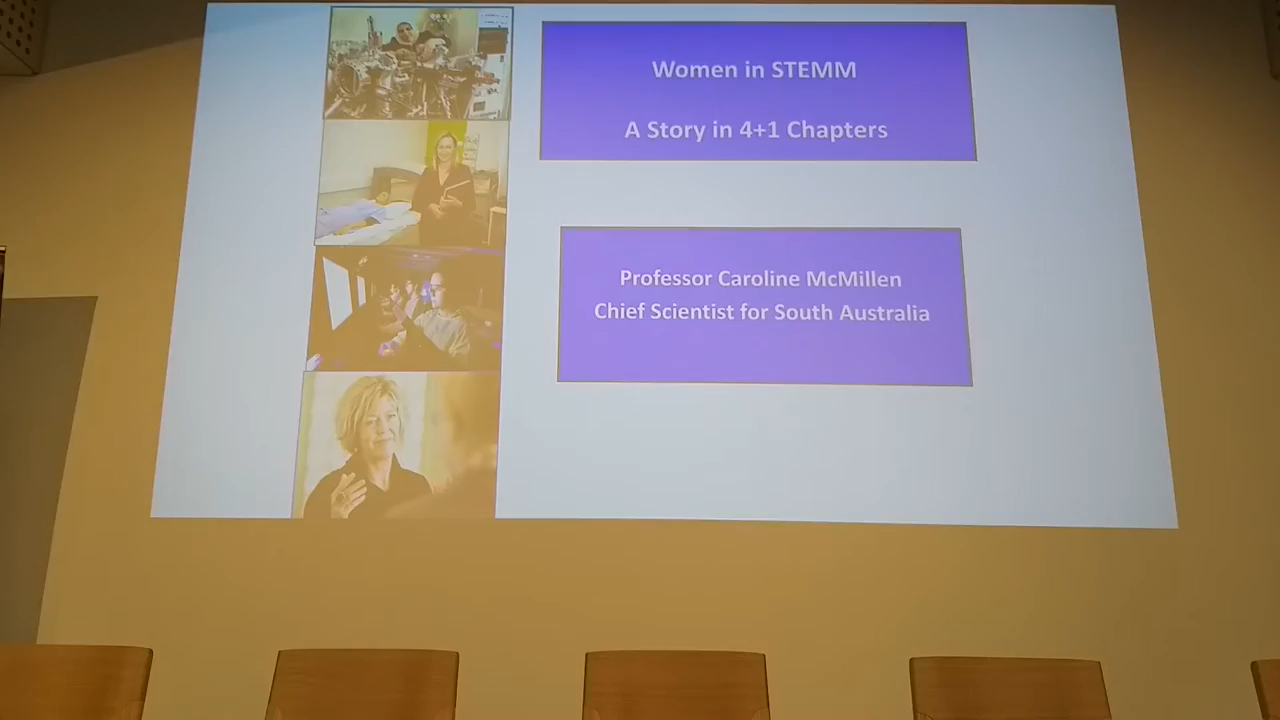 Women in STEMM
A Story in 4+1 Chapters
Professor Caroline McMillen
Chief Scientist for South Australia